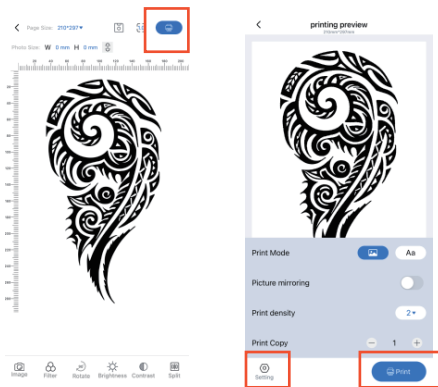 Page Size: 210*297
Photo Size: W 0 mm H 0 mm
Image Filter Rotate Brightness Contrast Split
printing preview
Print Mode
Aa
Picture mirroring
Print density 2
Print Copy 1
Setting
Print